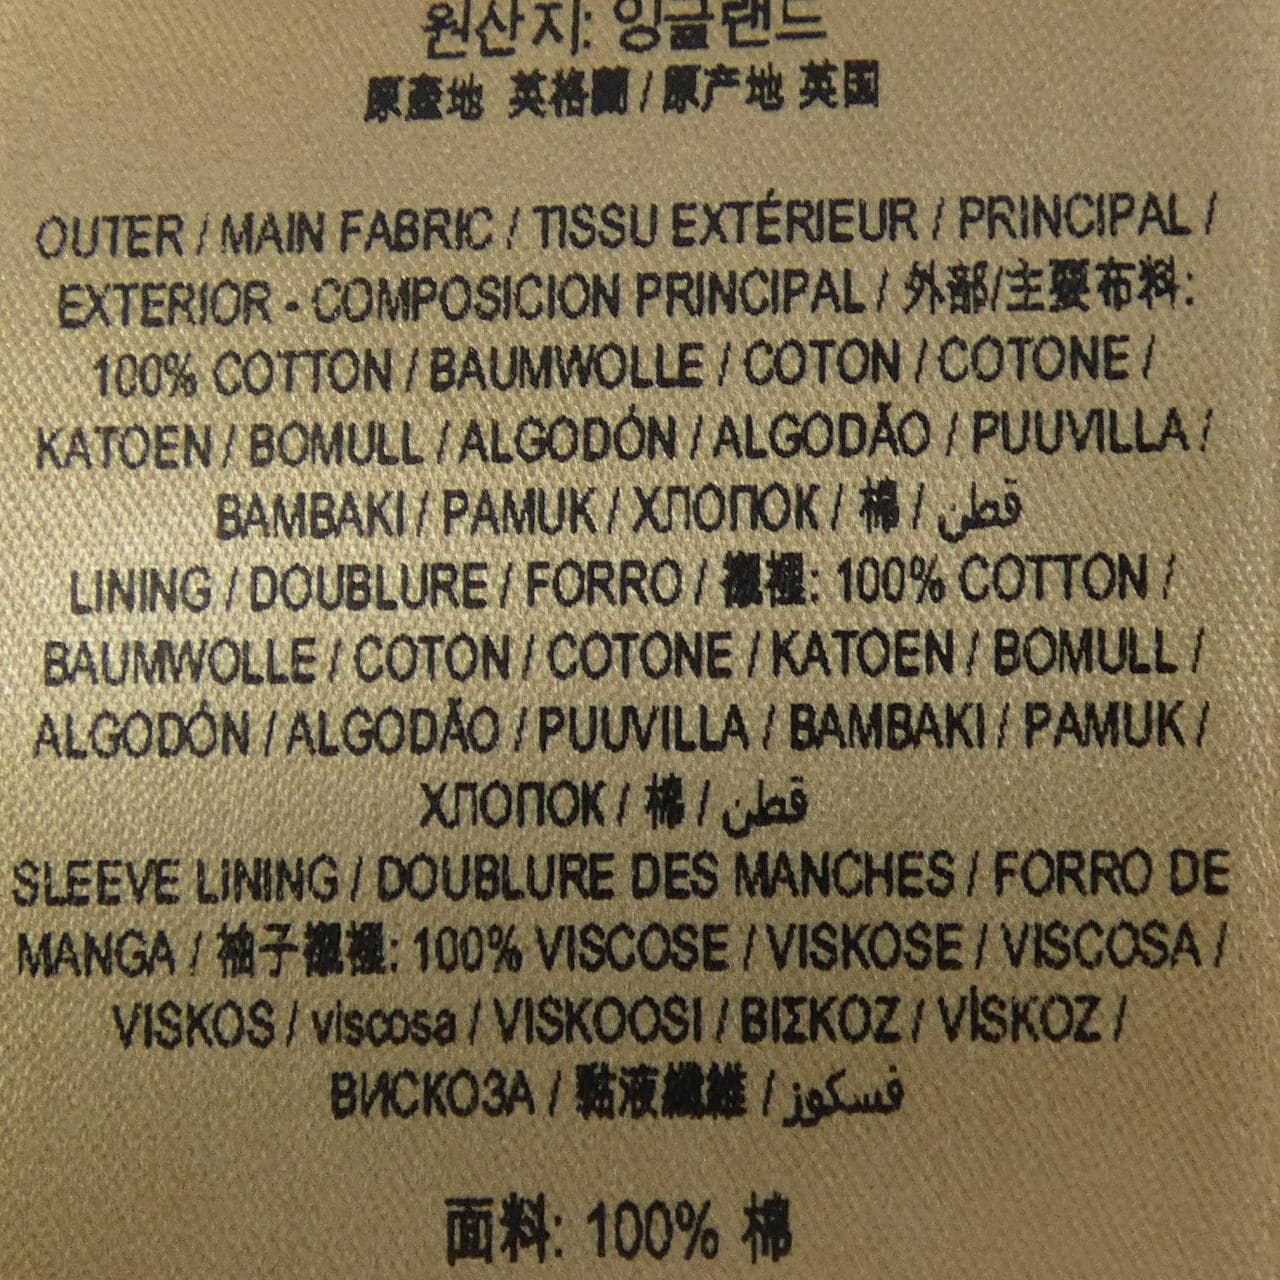 원산지: 잉글랜드
原產地 英格蘭 / 原产地 英国
OUTER / MAIN FABRIC / TISSU EXTÉRIEUR / PRINCIPAL /
EXTERIOR - COMPOSICION PRINCIPAL / 外部/主要布料:
100% COTTON / BAUMWOLLE / COTON / COTONE /
KATOEN / BOMULL / ALGODÓN / ALGODÃO / PUUVILLA /
BAMBAKI / PAMUK / ХЛОПОК / 棉 / قطن
LINING / DOUBLURE / FORRO / 襯裡: 100% COTTON /
BAUMWOLLE / COTON / COTONE / KATOEN / BOMULL /
ALGODÓN / ALGODÃO / PUUVILLA / BAMBAKI / PAMUK /
ХЛОПОК / 棉 / قطن
SLEEVE LINING / DOUBLURE DES MANCHES / FORRO DE
MANGA / 袖子襯裡: 100% VISCOSE / VISKOSE / VISCOSA /
VISKOS / viscosa / VISKOOSI / ΒΙΣΚΟΖ / VİSKOZ /
ВИСКОЗА / 黏液纖維 / فسكوز
面料: 100% 棉